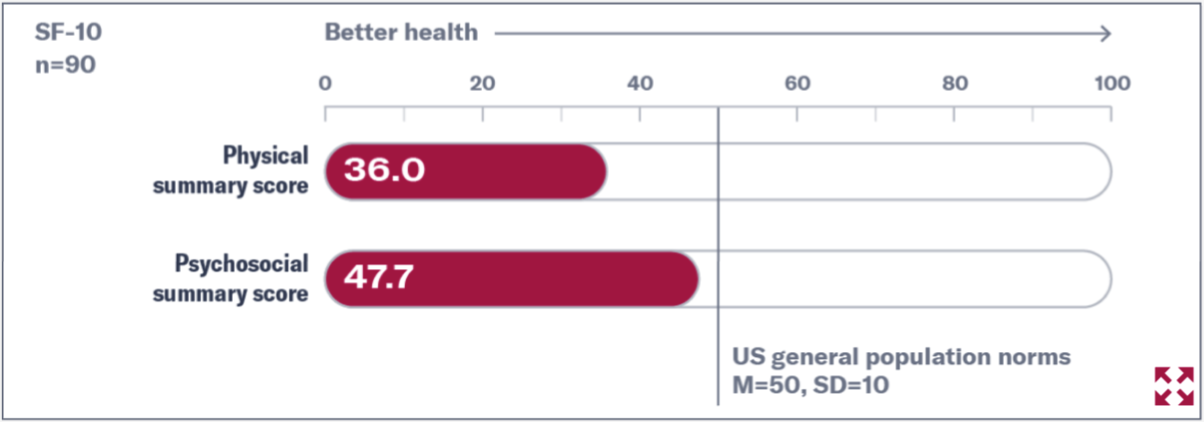 SF-10
n=90
Better health
0 20 40 60 80 100
Physical
summary score
36.0
Psychosocial
summary score
47.7
US general population norms
M=50, SD=10